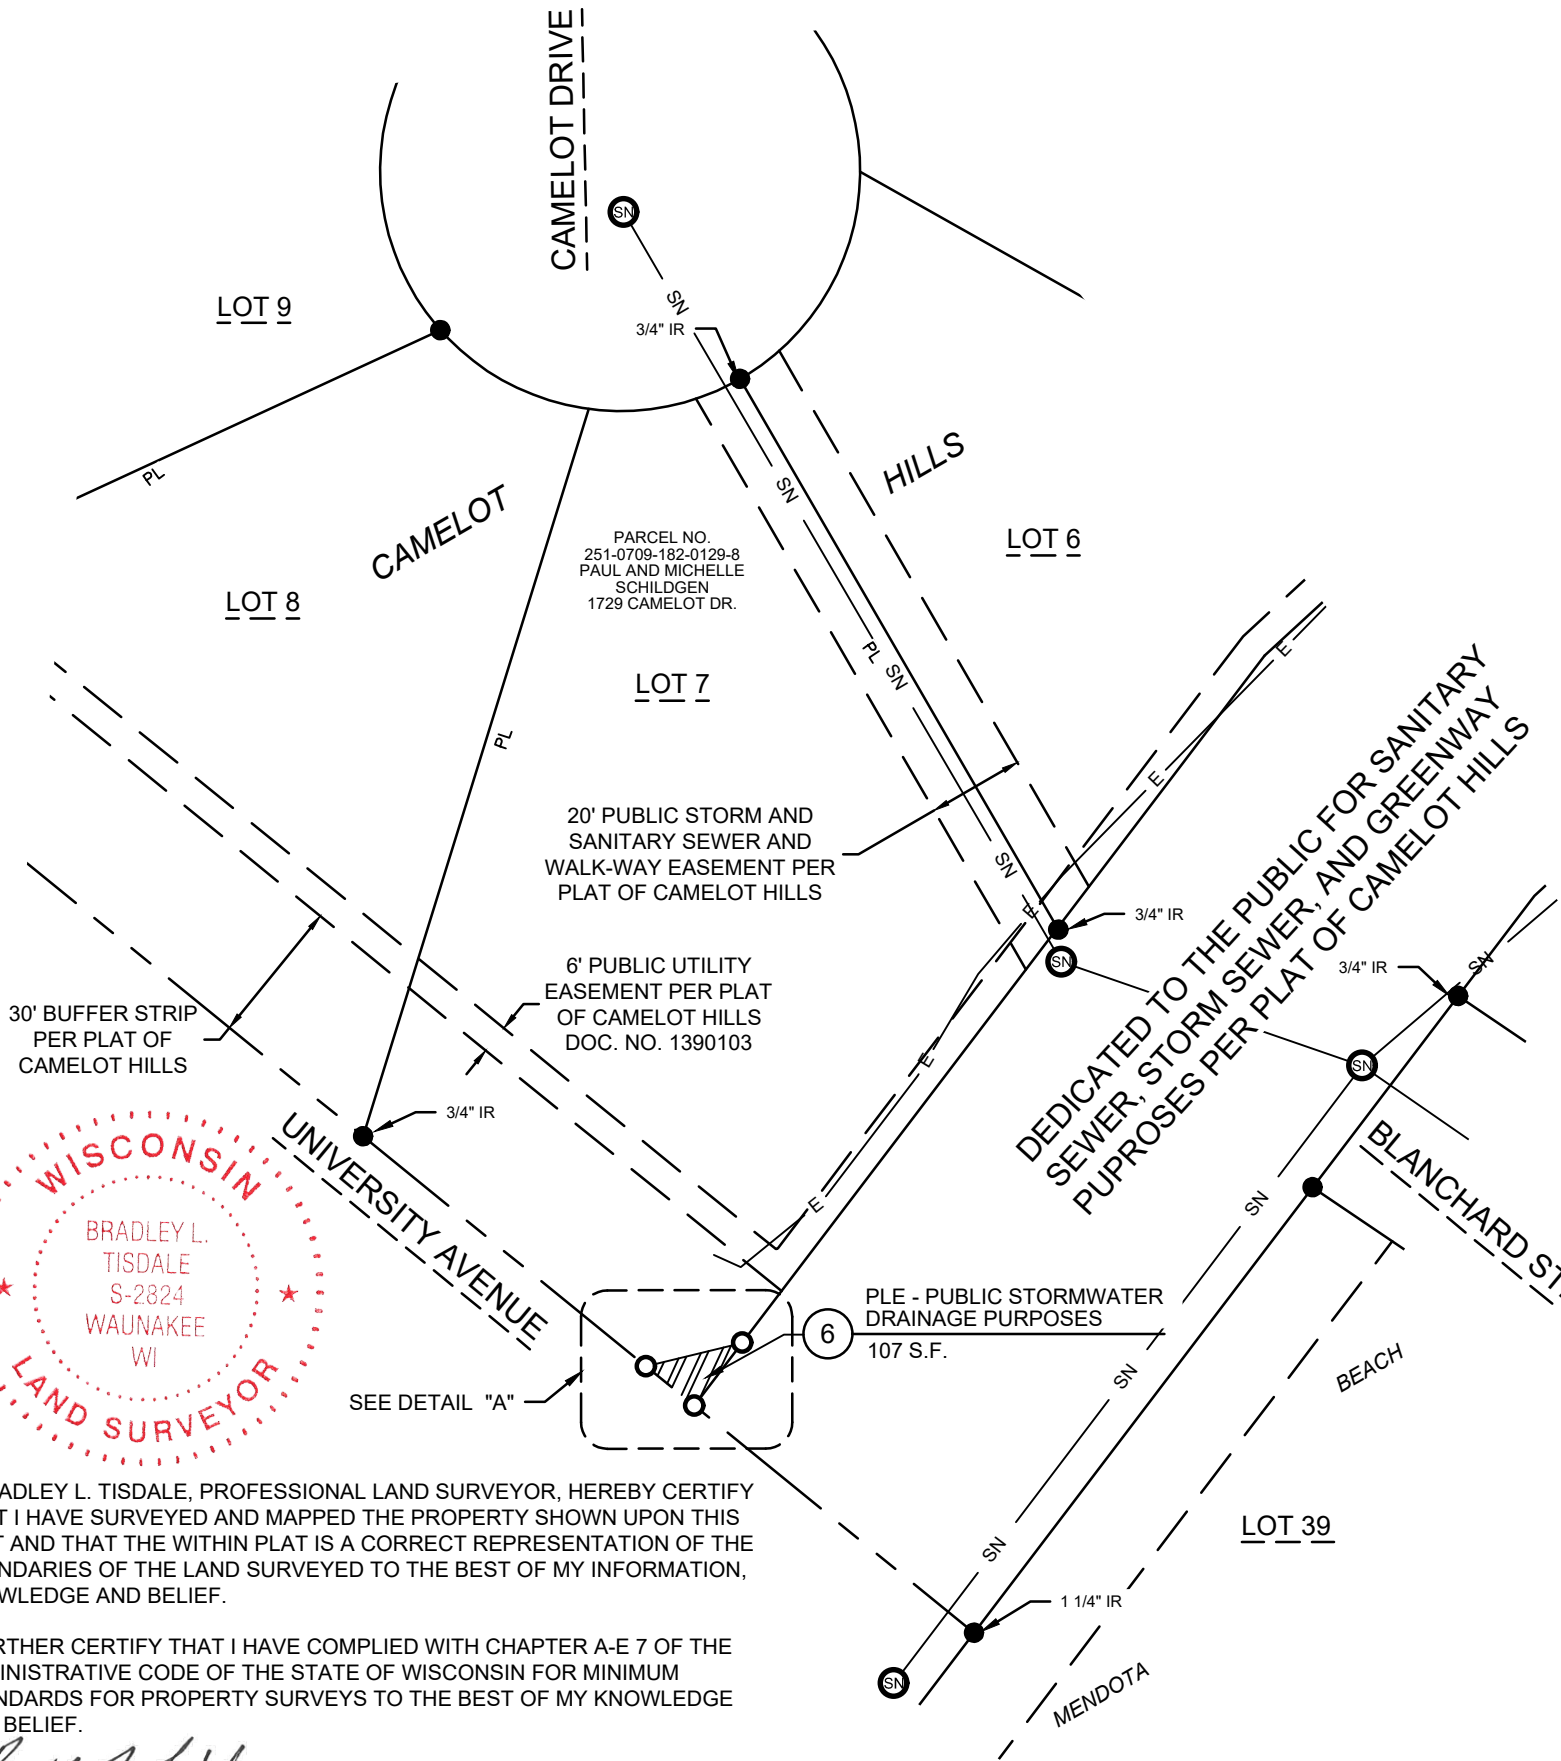 CAMELOT DRIVE
SN
SN
3/4" IR
LOT 9
PL
CAMELOT
HILLS
SN
PARCEL NO.
251-0709-182-0129-8
PAUL AND MICHELLE
SCHILDGEN
1729 CAMELOT DR.
LOT 6
LOT 8
LOT 7
PL
SN
E
PL
E
20' PUBLIC STORM AND
SANITARY SEWER AND
WALK-WAY EASEMENT PER
PLAT OF CAMELOT HILLS
SN
E
3/4" IR
SN
DEDICATED TO THE PUBLIC FOR SANITARY
SEWER, STORM SEWER, AND GREENWAY
PUPROSES PER PLAT OF CAMELOT HILLS
3/4" IR
SN
SN
6' PUBLIC UTILITY
EASEMENT PER PLAT
OF CAMELOT HILLS
DOC. NO. 1390103
30' BUFFER STRIP
PER PLAT OF
CAMELOT HILLS
E
3/4" IR
UNIVERSITY AVENUE
E
SN
BLANCHARD ST
WISCONSIN
BRADLEY L.
TISDALE
S-2824
WAUNAKEE
WI
LAND SURVEYOR
6
PLE - PUBLIC STORMWATER
DRAINAGE PURPOSES
107 S.F.
SEE DETAIL "A"
SN
BEACH
LOT 39
SN
1 1/4" IR
SN
MENDOTA
ADLEY L. TISDALE, PROFESSIONAL LAND SURVEYOR, HEREBY CERTIFY
T I HAVE SURVEYED AND MAPPED THE PROPERTY SHOWN UPON THIS
T AND THAT THE WITHIN PLAT IS A CORRECT REPRESENTATION OF THE
NDARIES OF THE LAND SURVEYED TO THE BEST OF MY INFORMATION,
WLEDGE AND BELIEF.
RTHER CERTIFY THAT I HAVE COMPLIED WITH CHAPTER A-E 7 OF THE
INISTRATIVE CODE OF THE STATE OF WISCONSIN FOR MINIMUM
NDARDS FOR PROPERTY SURVEYS TO THE BEST OF MY KNOWLEDGE
BELIEF.